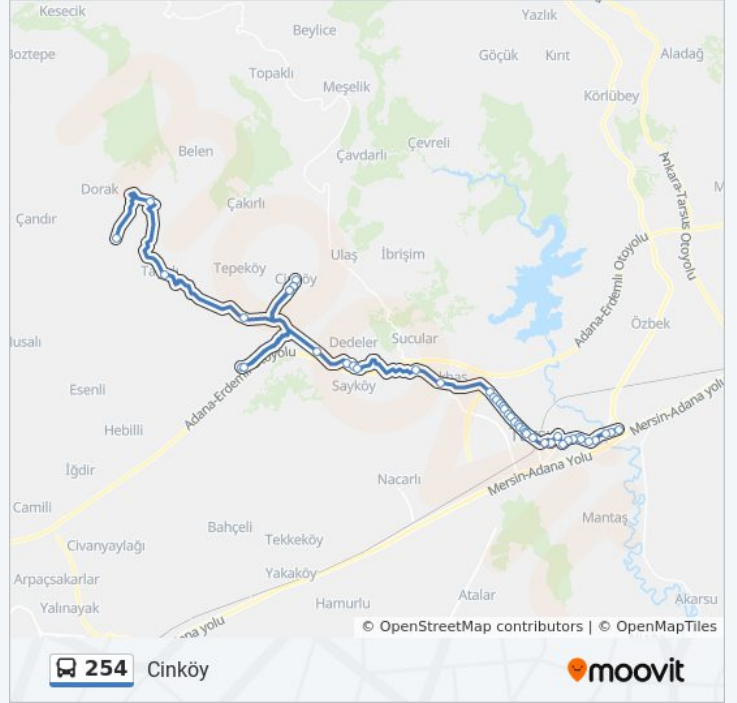 Kesecik
Yazlık
Beylice
Boztepe
Göçük
Kırıt
Aladağ
Topaklı
Meşelik
Körlübey
Belen
Çevreli
Çavdarlı
Ankara-Tarsus Otoyolu
Dorak
Çakırlı
Çandır
Ulaş
İbrişim
Tepeköy
Adana-Erdemli Otoyolu
Özbek
Dedeler
Sucular
Adana-Erdemli Otoyolu
Sayköy
Esenli
Mersin-Adana yolu
Hebilli
Mersin-Adana Yolu
İğdir
Nacarlı
Camili
Mantaş
Bahçeli
Civanyaylağı
Tekkeköy
Arpaçsakarlar
Yakaköy
Atalar
Akarsu
Yalınayak
Hamurlu
© OpenStreetMap contributors | © OpenMapTiles
254 Cinköy
moovit